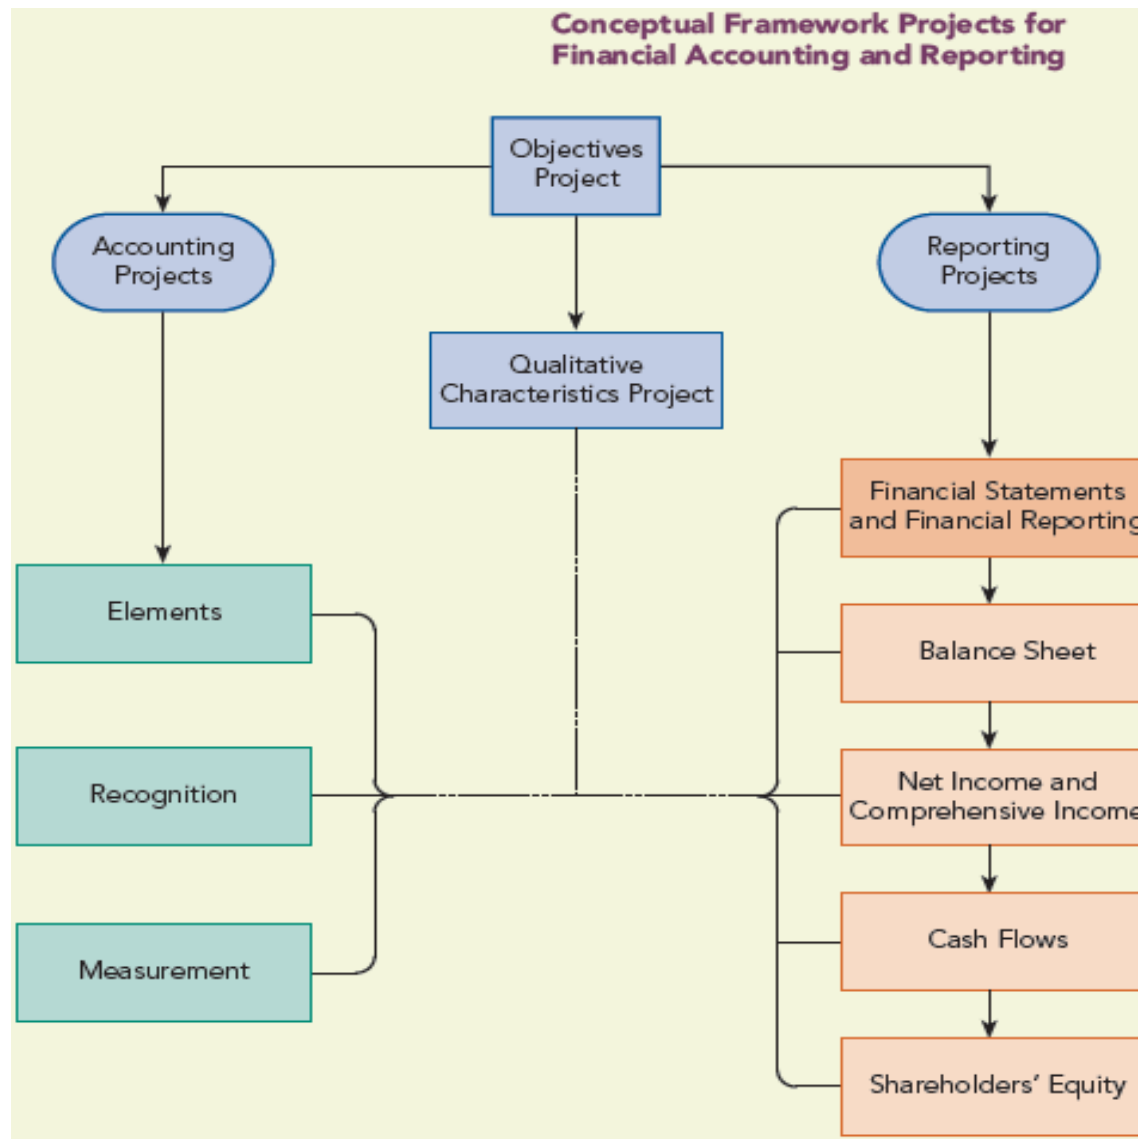 Conceptual Framework Projects for
Financial Accounting and Reporting
Objectives
Project
Accounting
Projects
Reporting
Projects
Qualitative
Characteristics Project
Financial Statements
and Financial Reporting
Elements
Balance Sheet
Recognition
Net Income and
Comprehensive Income
Measurement
Cash Flows
Shareholders’ Equity